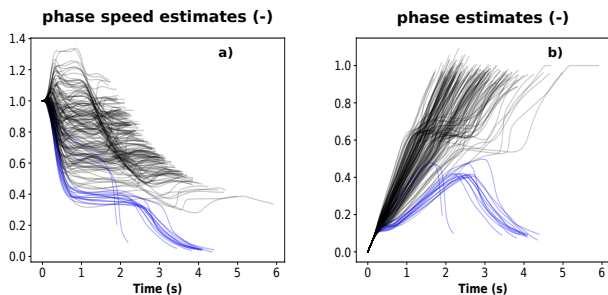 phase speed estimates (-)
a)
1.4
1.2
1.0
0.8
0.6
0.4
0.2
0.0
0 1 2 3 4 5 6
Time (s)
phase estimates (-)
b)
1.0
0.8
0.6
0.4
0.2
0.0
0 1 2 3 4 5 6
Time (s)